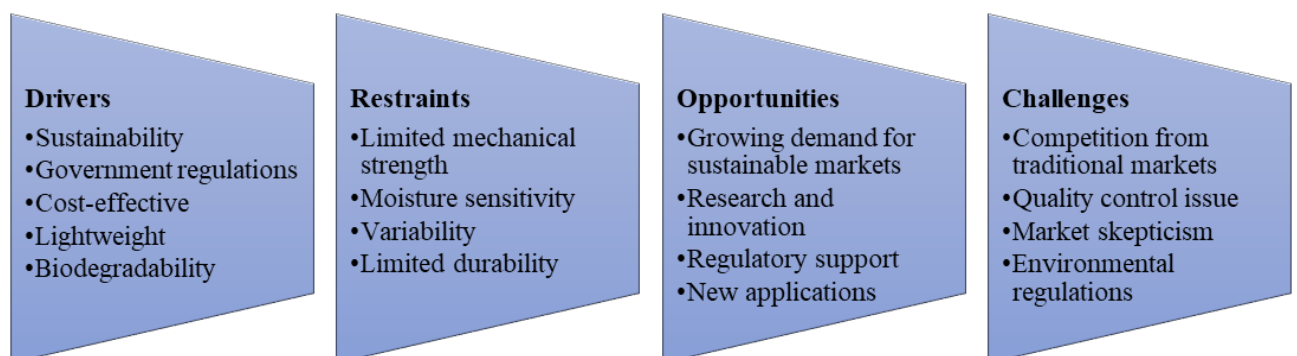 Drivers
•Sustainability
•Government regulations
•Cost-effective
•Lightweight
•Biodegradability
Restraints
•Limited mechanical
strength
•Moisture sensitivity
•Variability
•Limited durability
Opportunities
•Growing demand for
sustainable markets
•Research and
innovation
•Regulatory support
•New applications
Challenges
•Competition from
traditional markets
•Quality control issue
•Market skepticism
•Environmental
regulations